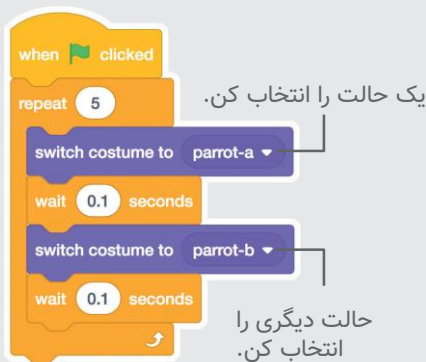 when clicked
repeat 5
یک حالت را انتخاب کن.
switch costume to parrot-a
wait 0.1 seconds
switch costume to parrot-b
wait 0.1 seconds
حالت دیگری را
انتخاب کن.